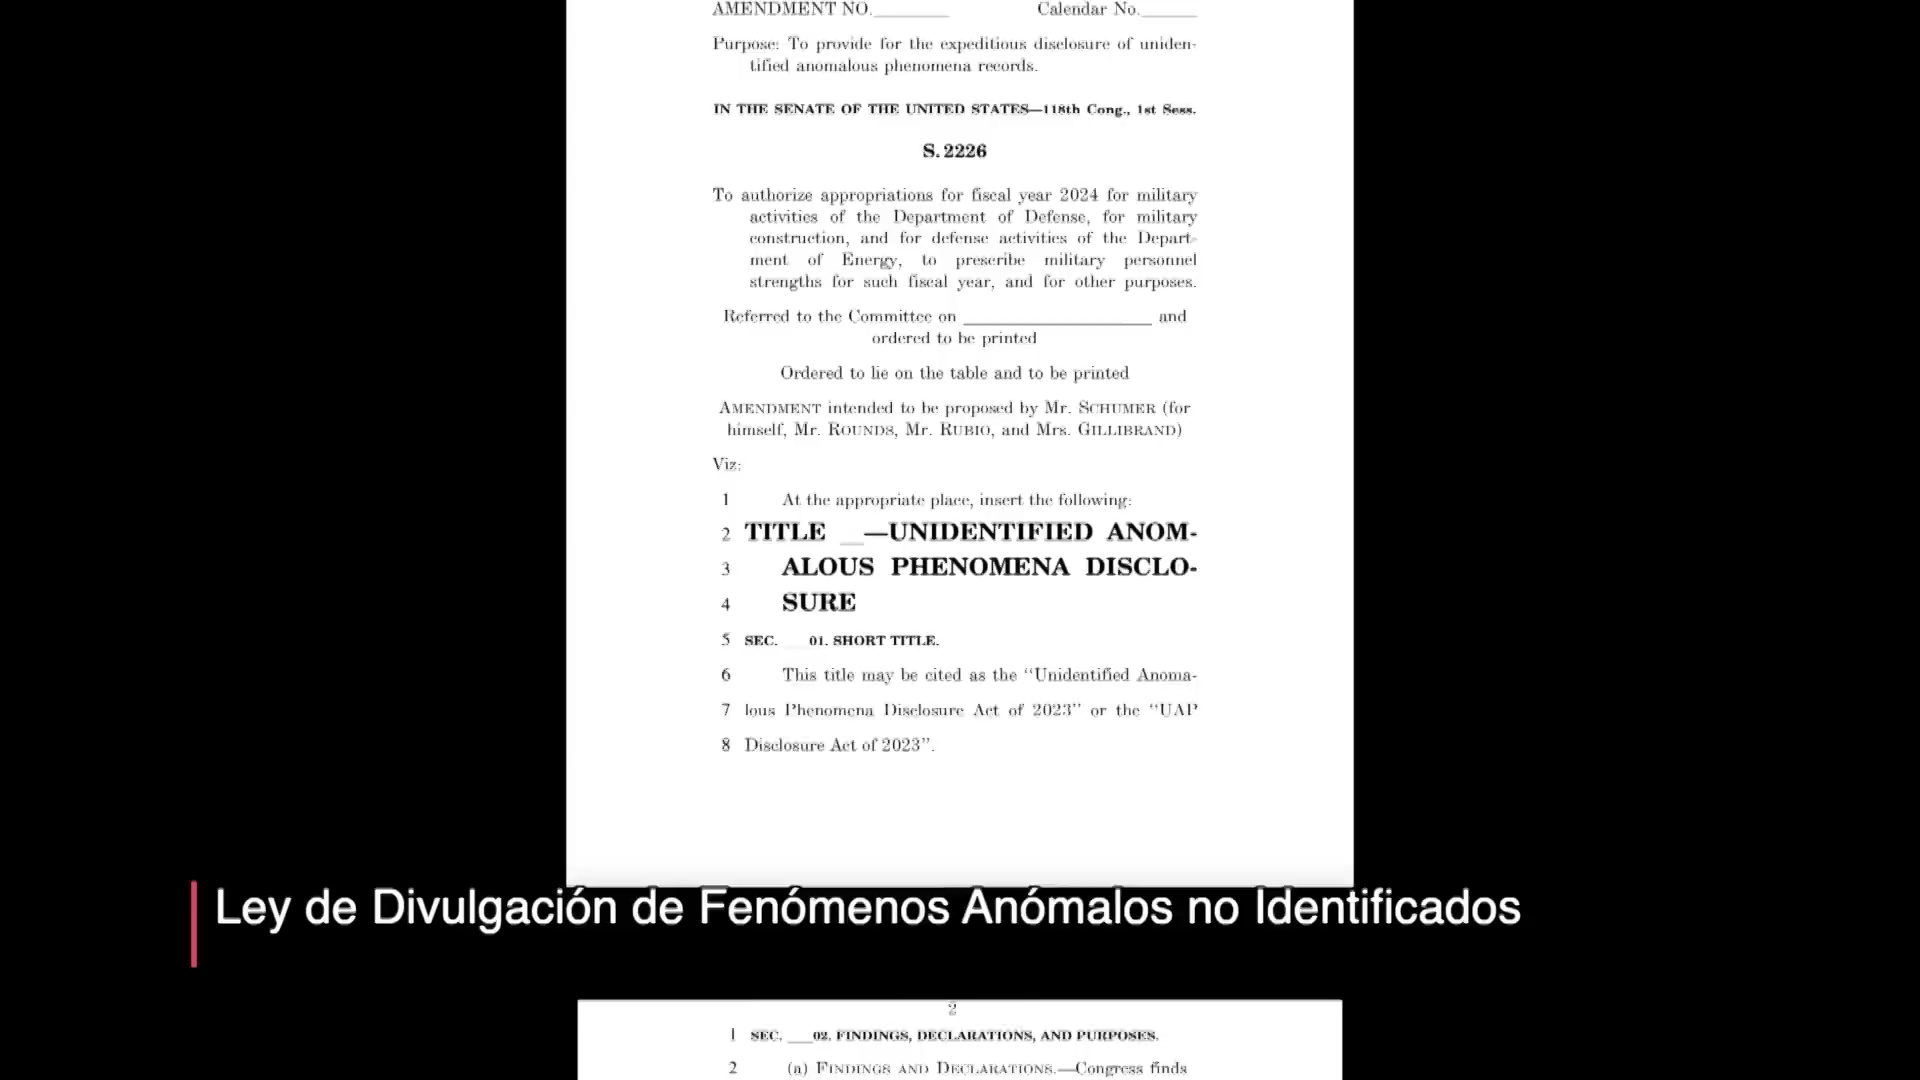 AMENDMENT NO.________ Calendar No.______
Purpose: To provide for the expeditious disclosure of uniden-
tified anomalous phenomena records.
IN THE SENATE OF THE UNITED STATES—118th Cong., 1st Sess.
S. 2226
To authorize appropriations for fiscal year 2024 for military
activities of the Department of Defense, for military
construction, and for defense activities of the Depart-
ment of Energy, to prescribe military personnel
strengths for such fiscal year, and for other purposes.
Referred to the Committee on ____________________ and
ordered to be printed
Ordered to lie on the table and to be printed
AMENDMENT intended to be proposed by Mr. SCHUMER (for
himself, Mr. ROUNDS, Mr. RUBIO, and Mrs. GILLIBRAND)
Viz:
1 At the appropriate place, insert the following:
2 TITLE __—UNIDENTIFIED ANOM-
3 ALOUS PHENOMENA DISCLO-
4 SURE
5 SEC. __01. SHORT TITLE.
6 This title may be cited as the ‘‘Unidentified Anoma-
7 lous Phenomena Disclosure Act of 2023’’ or the ‘‘UAP
8 Disclosure Act of 2023’’.
Ley de Divulgación de Fenómenos Anómalos no Identificados
2
1 SEC. __02. FINDINGS, DECLARATIONS, AND PURPOSES.
2 (a) FINDINGS AND DECLARATIONS.—Congress finds